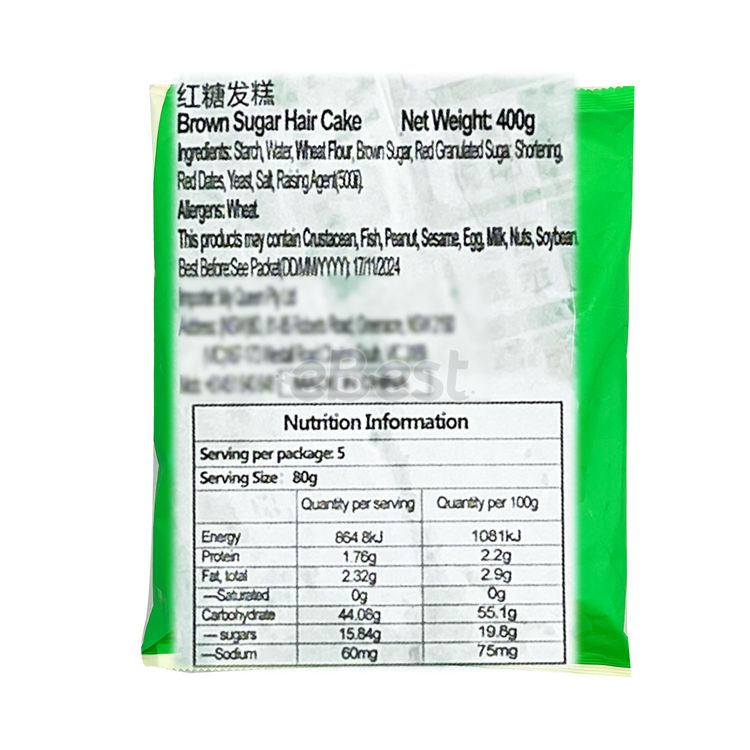 红糖发糕
Brown Sugar Hair Cake Net Weight: 400g
Ingredients: Starch, Water, Wheat Flour, Brown Sugar, Red Granulated Sugar, Shortening,
Red Dates, Yeast, Salt, Raising Agent(500ii).
Allergens: Wheat.
This products may contain Crustacean, Fish, Peanut, Sesame, Egg, Milk, Nuts, Soybean.
Best Before:See Packet(DD/MM/YYYY): 17/11/2024
eBest
Nutrition Information
Serving per package: 5
Serving Size: 80g
Quantity per serving Quantity per 100g
Energy 864.8kJ 1081kJ
Protein 1.76g 2.2g
Fat, total 2.32g 2.9g
—Saturated 0g 0g
Carbohydrate 44.08g 55.1g
—sugars 15.84g 19.8g
—Sodium 60mg 75mg